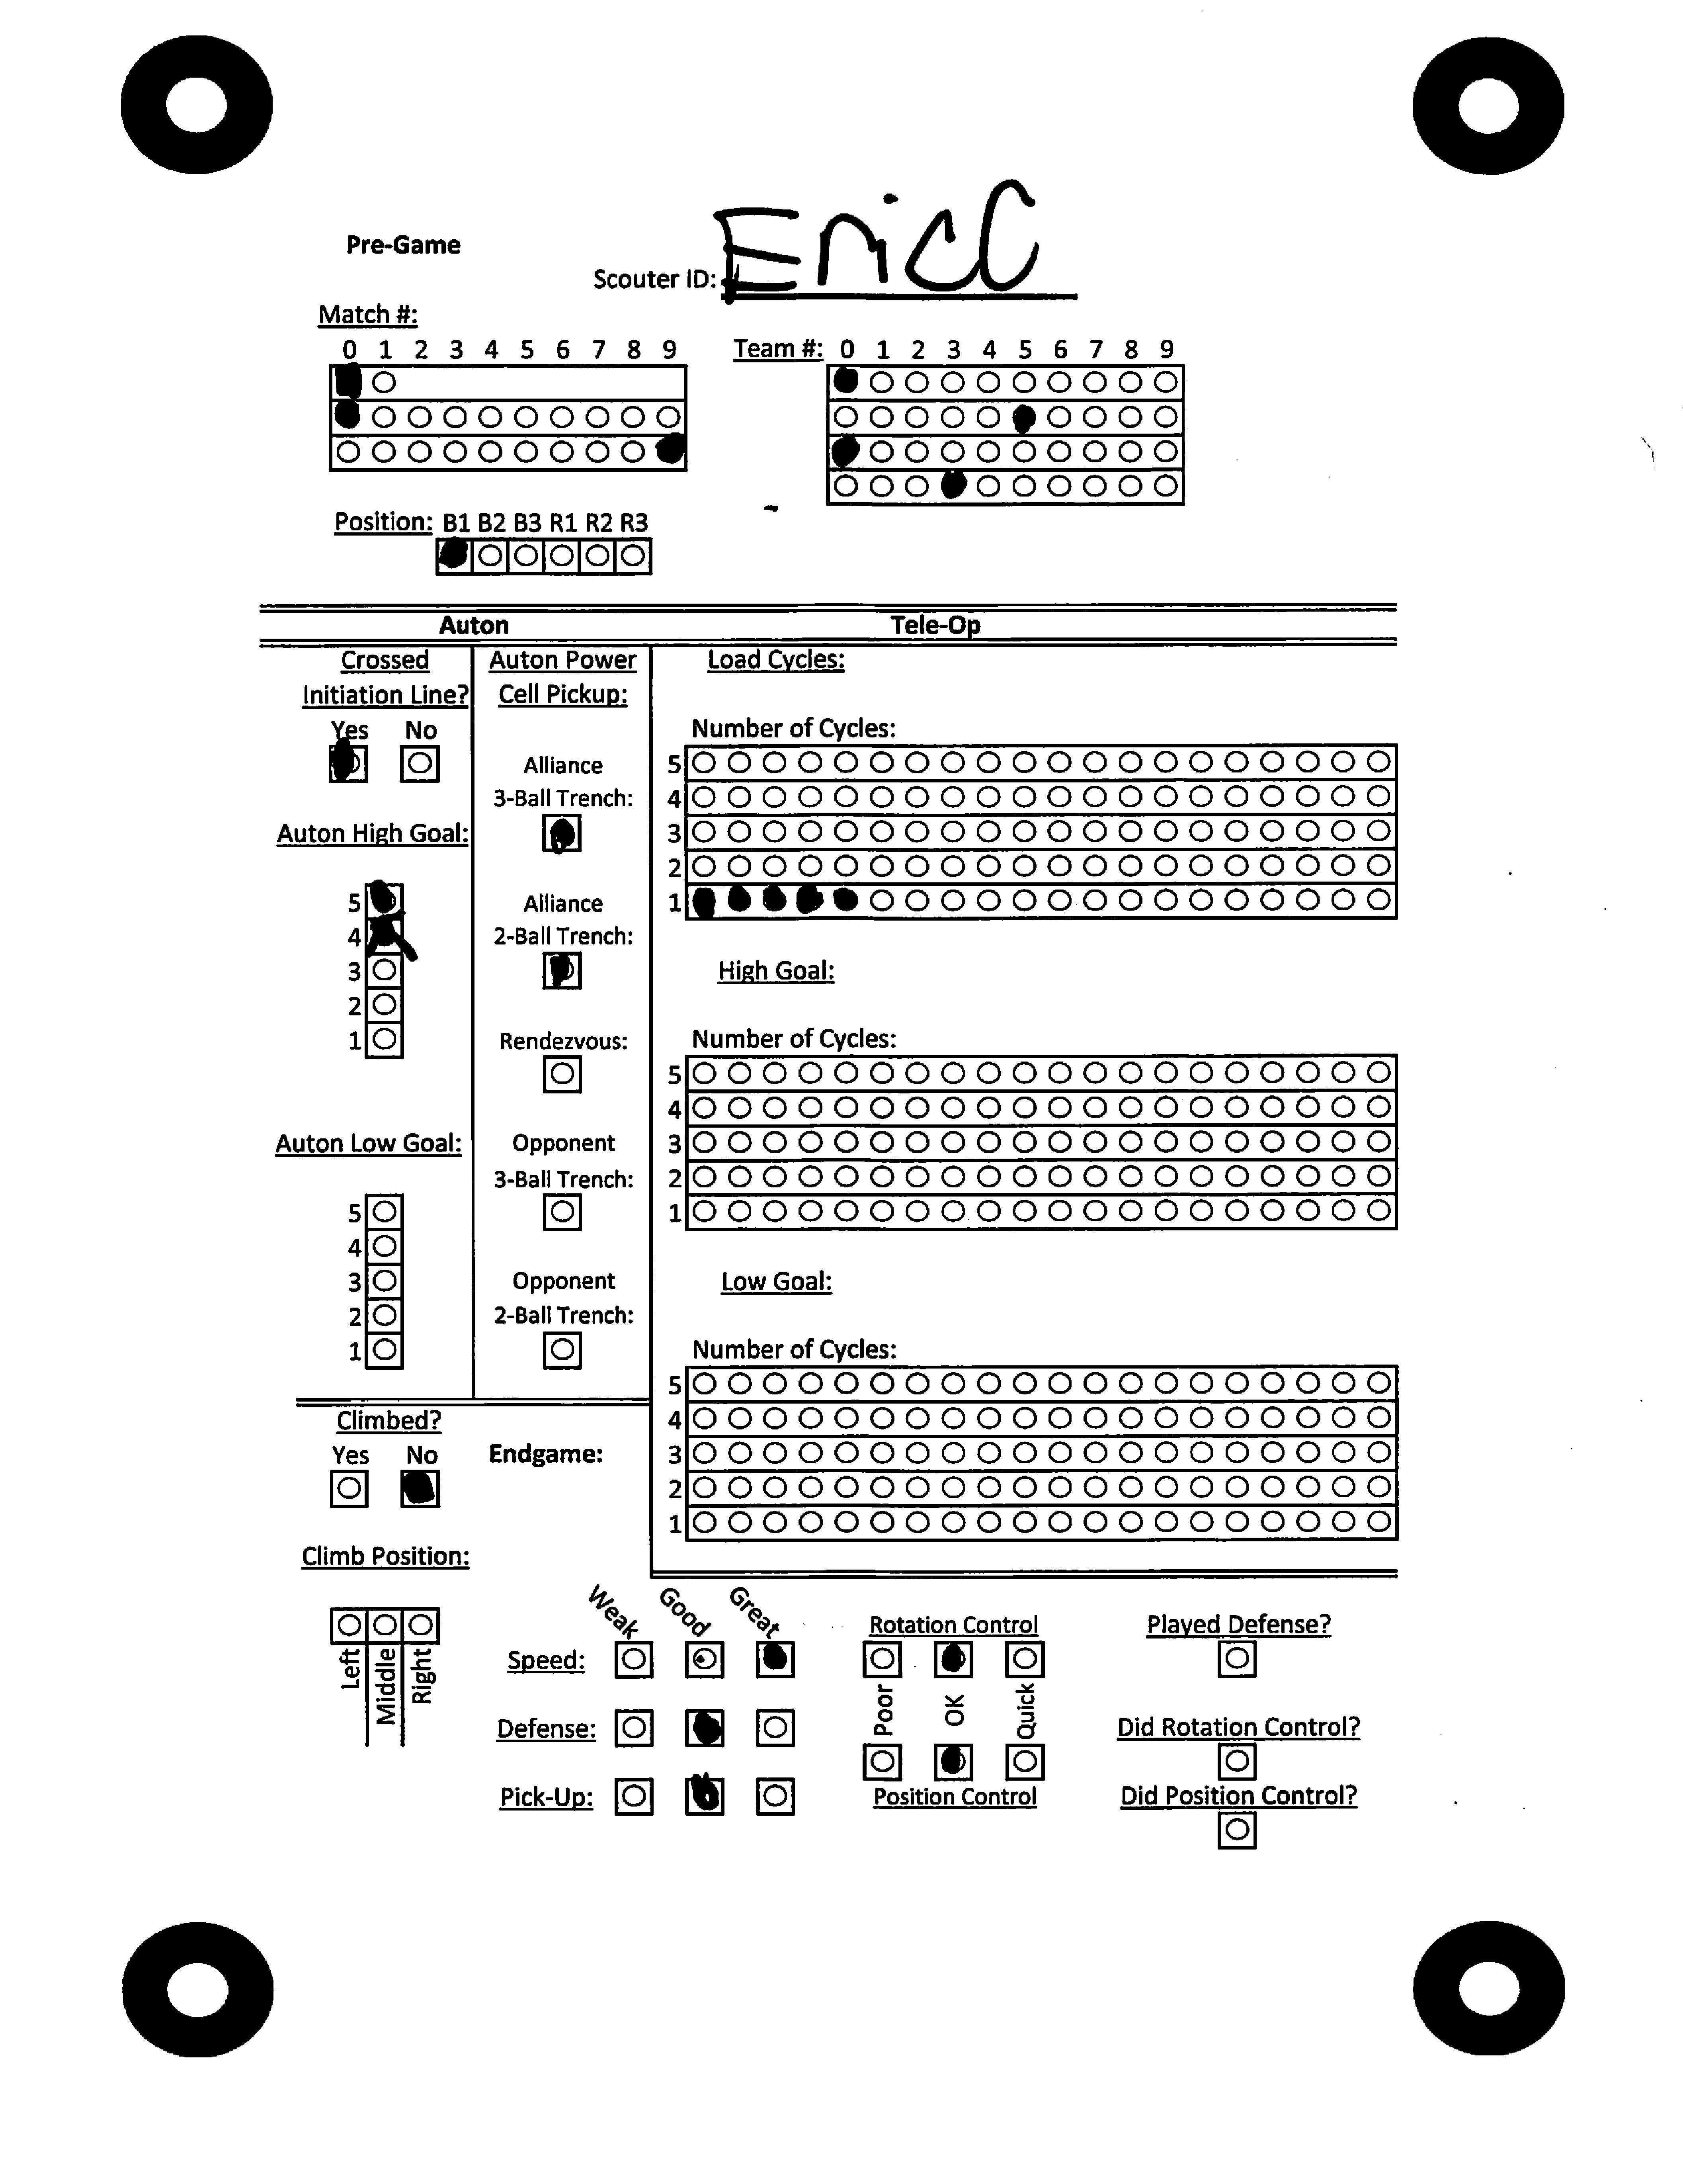 Pre-Game
Scouter ID: EricC
Match #:
0 1 2 3 4 5 6 7 8 9
Team #: 0 1 2 3 4 5 6 7 8 9
Position: B1 B2 B3 R1 R2 R3
Auton
Tele-Op
Crossed
Initiation Line?
Yes No
Auton High Goal:
5
4
3
2
1
Auton Low Goal:
5
4
3
2
1
Auton Power
Cell Pickup:
Alliance
3-Ball Trench:
Alliance
2-Ball Trench:
Rendezvous:
Opponent
3-Ball Trench:
Opponent
2-Ball Trench:
Load Cycles:
Number of Cycles:
5
4
3
2
1
High Goal:
Number of Cycles:
5
4
3
2
1
Low Goal:
Number of Cycles:
5
4
3
2
1
Climbed?
Yes No
Endgame:
Climb Position:
Left
Middle
Right
Weak Good Great
Speed:
Defense:
Pick-Up:
Rotation Control
Poor OK Quick
Position Control
Played Defense?
Did Rotation Control?
Did Position Control?